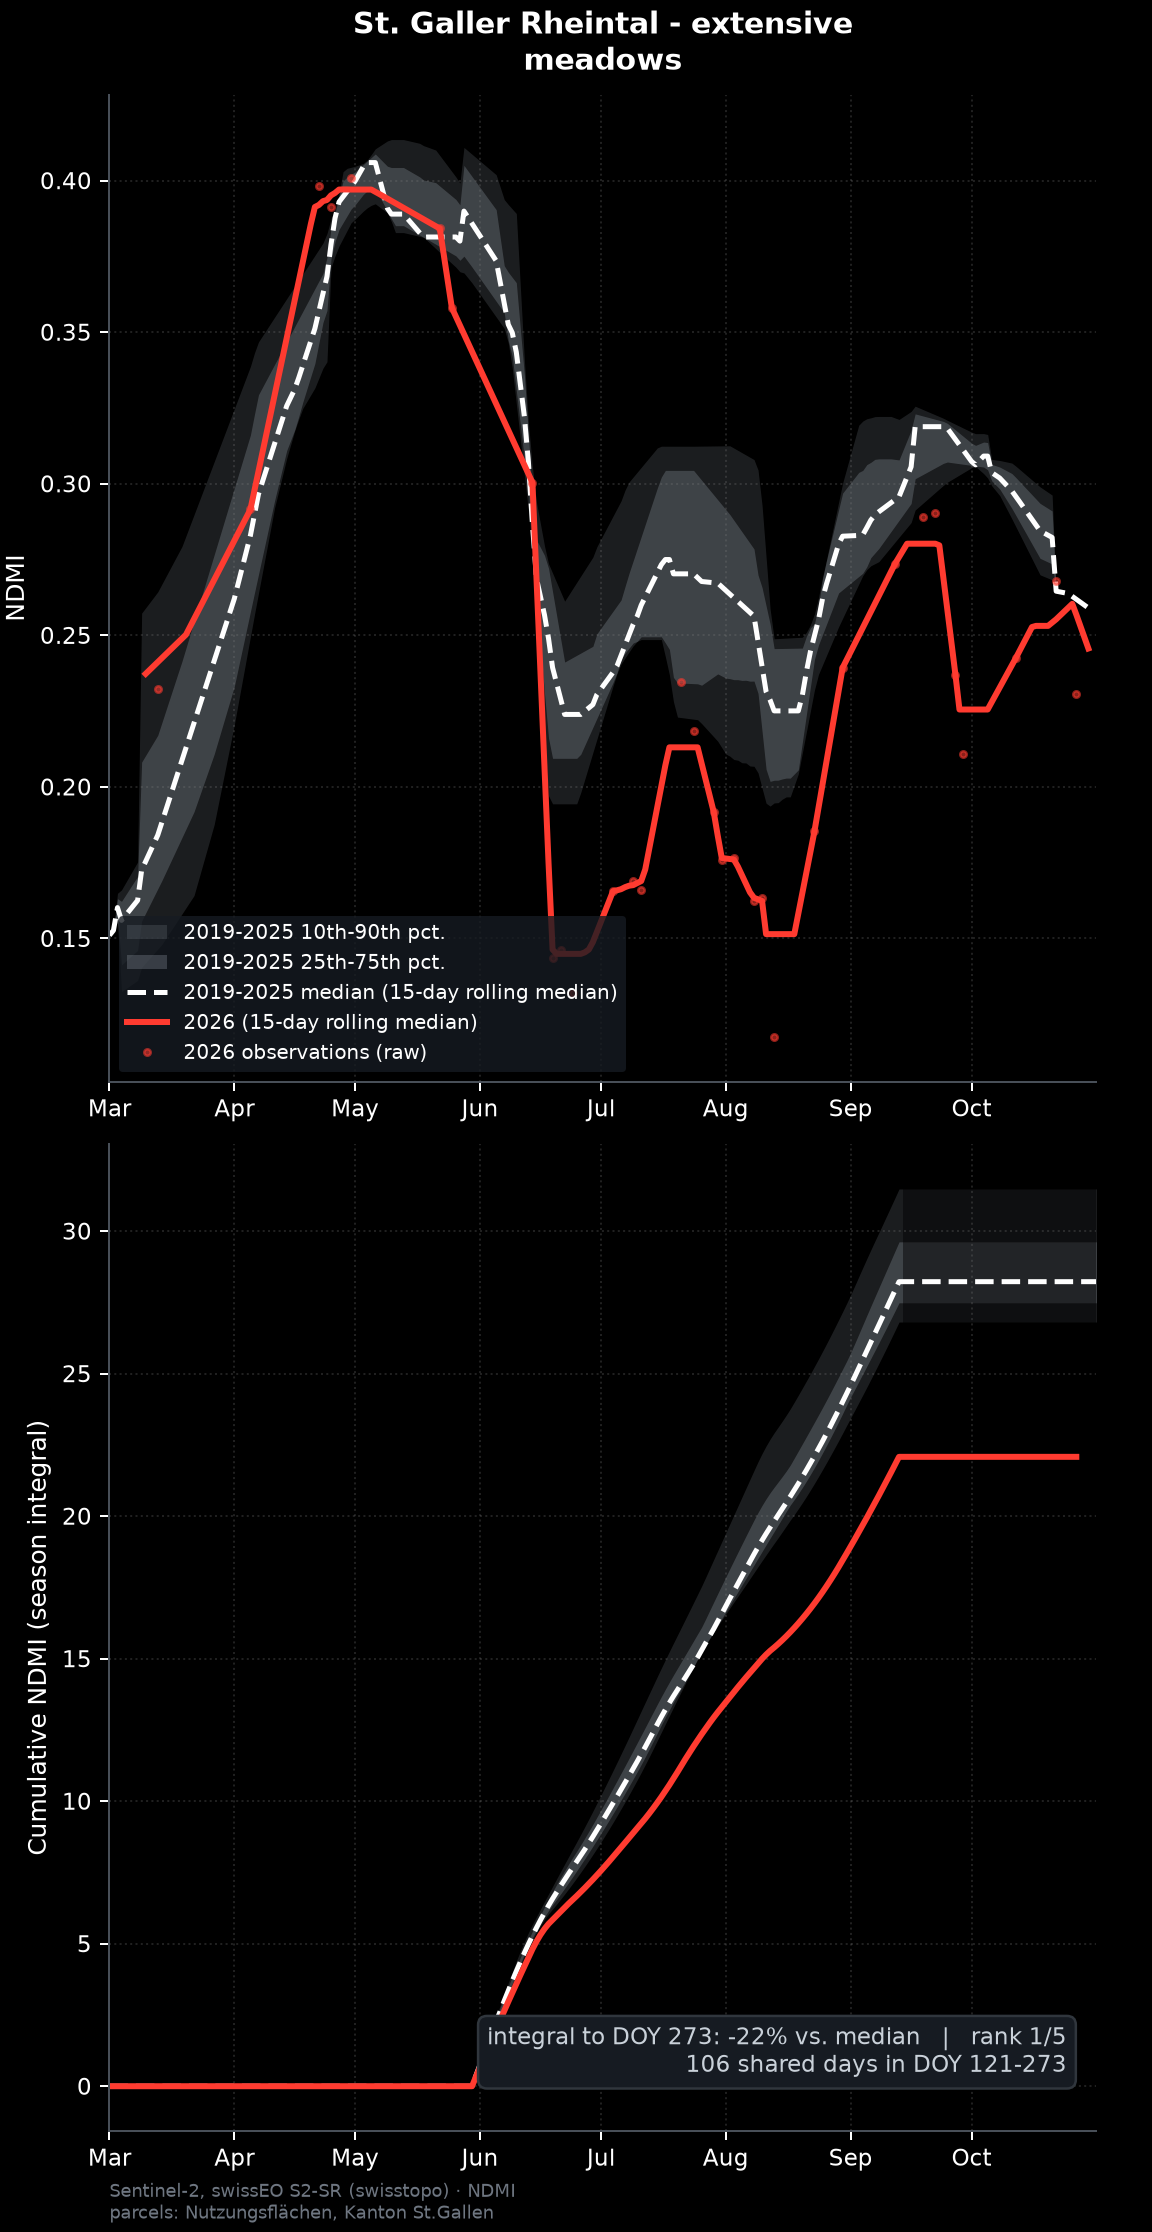 St. Galler Rheintal - extensive
meadows
NDMI
0.40
0.35
0.30
0.25
0.20
0.15
2019-2025 10th-90th pct.
2019-2025 25th-75th pct.
2019-2025 median (15-day rolling median)
2026 (15-day rolling median)
2026 observations (raw)
Mar Apr May Jun Jul Aug Sep Oct
Cumulative NDMI (season integral)
30
25
20
15
10
5
0
integral to DOY 273: -22% vs. median | rank 1/5
106 shared days in DOY 121-273
Mar Apr May Jun Jul Aug Sep Oct
Sentinel-2, swissEO S2-SR (swisstopo) · NDMI
parcels: Nutzungsflächen, Kanton St.Gallen